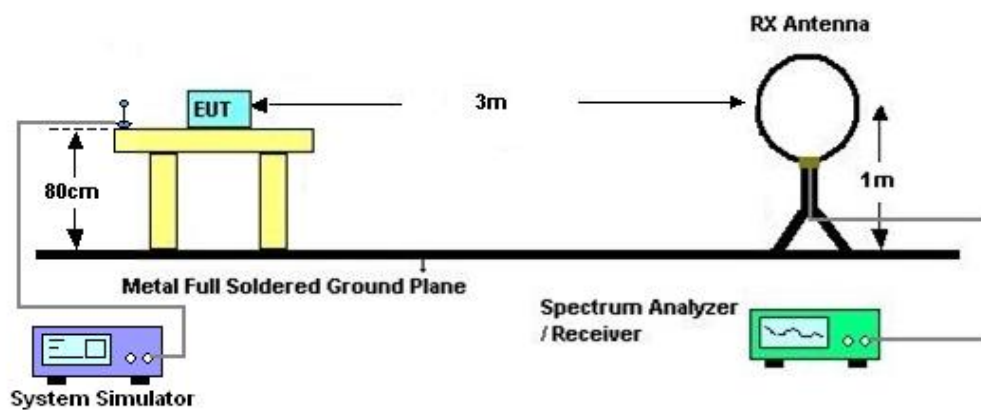 RX Antenna
EUT
3m
80cm
1m
Metal Full Soldered Ground Plane
Spectrum Analyzer
/ Receiver
System Simulator